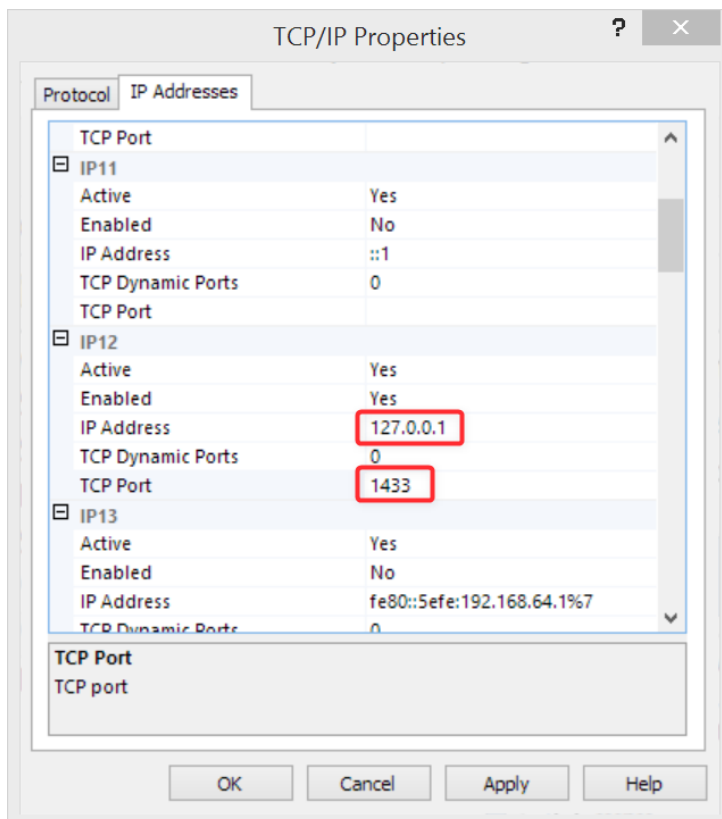 TCP/IP Properties
?
Protocol
IP Addresses
TCP Port
IP11
Active Yes
Enabled No
IP Address ::1
TCP Dynamic Ports 0
TCP Port
IP12
Active Yes
Enabled Yes
IP Address 127.0.0.1
TCP Dynamic Ports 0
TCP Port 1433
IP13
Active Yes
Enabled No
IP Address fe80::5efe:192.168.64.1%7
TCP Dynamic Ports 0
TCP Port
TCP port
OK
Cancel
Apply
Help